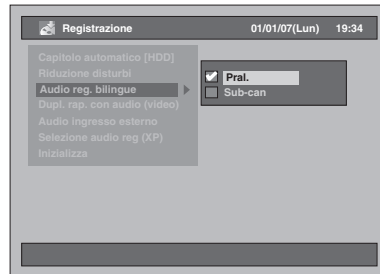 Registrazione 01/01/07(Lun) 19:34
Capitolo automatico [HDD]
Riduzione disturbi
Audio reg. bilingue
Dupl. rap. con audio (video)
Audio ingresso esterno
Selezione audio reg (XP)
Inizializza
Pral.
Sub-can